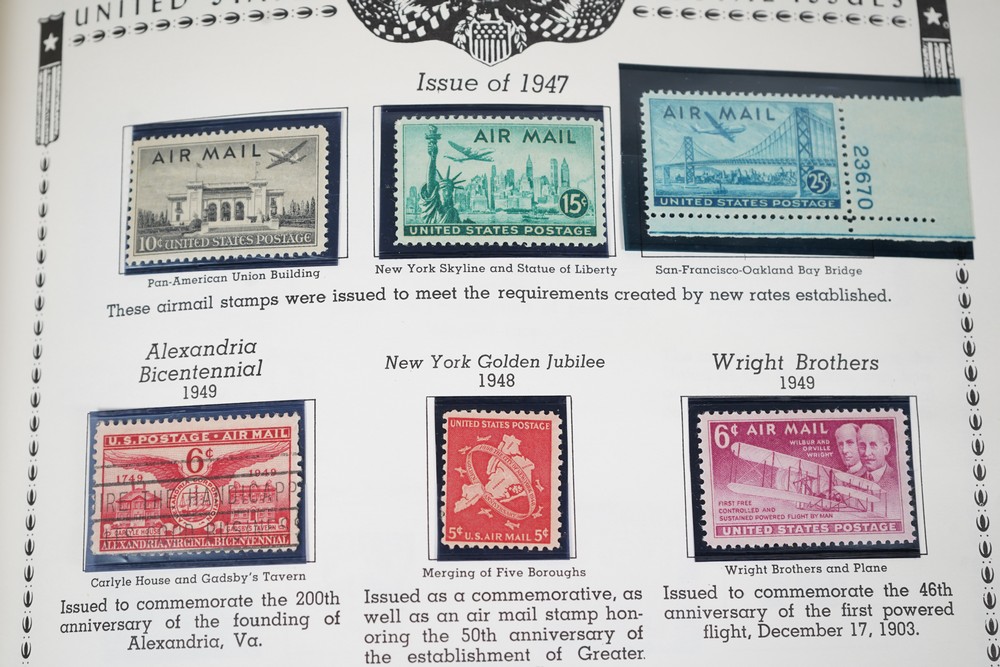 UNITED
ISSUES
Issue of 1947
AIR MAIL
10¢ UNITED STATES POSTAGE
AIR MAIL
15¢
UNITED STATES POSTAGE
AIR MAIL
25¢
UNITED STATES POSTAGE
23670
Pan-American Union Building
New York Skyline and Statue of Liberty
San-Francisco-Oakland Bay Bridge
These airmail stamps were issued to meet the requirements created by new rates established.
Alexandria
Bicentennial
1949
New York Golden Jubilee
1948
Wright Brothers
1949
U.S. POSTAGE • AIR MAIL
6¢
1749 1949
CARLYLE HOUSE
GADSBY'S TAVERN
ALEXANDRIA, VIRGINIA, BICENTENNIAL
UNITED STATES POSTAGE
5¢ U.S. AIR MAIL 5¢
6¢ AIR MAIL
WILBUR AND
ORVILLE
WRIGHT
FIRST FREE
CONTROLLED AND
SUSTAINED POWERED FLIGHT BY MAN
UNITED STATES POSTAGE
Carlyle House and Gadsby's Tavern
Merging of Five Boroughs
Wright Brothers and Plane
Issued to commemorate the 200th
anniversary of the founding of
Alexandria, Va.
Issued as a commemorative, as
well as an air mail stamp hon-
oring the 50th anniversary of
the establishment of Greater
Issued to commemorate the 46th
anniversary of the first powered
flight, December 17, 1903.